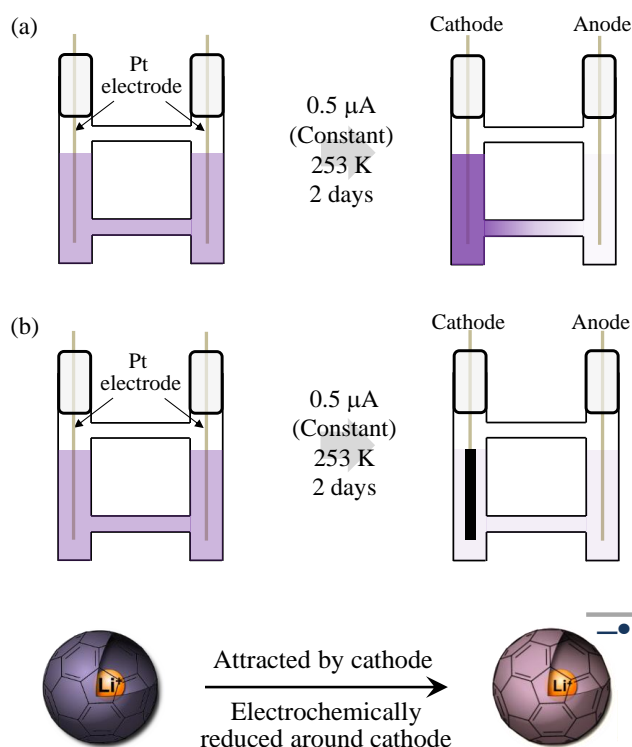 (a)
Pt
electrode
0.5 μA
(Constant)
253 K
2 days
Cathode
Anode
(b)
Pt
electrode
0.5 μA
(Constant)
253 K
2 days
Cathode
Anode
Li⁺
Attracted by cathode
Electrochemically
reduced around cathode
Li⁺